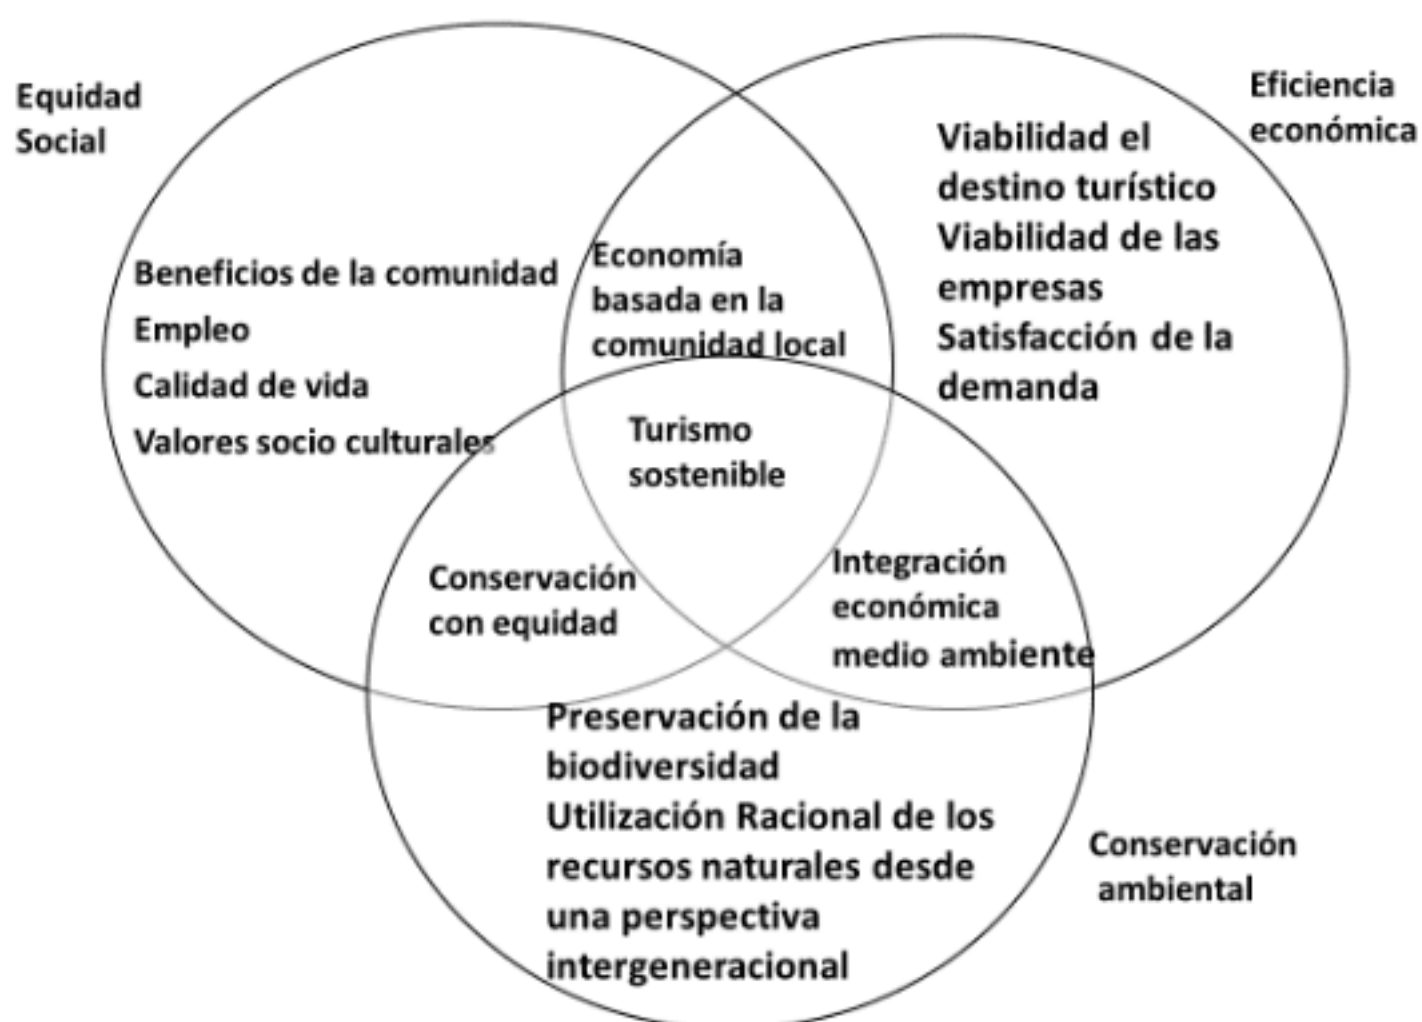 Equidad
Social
Eficiencia
económica
Viabilidad el
destino turístico
Viabilidad de las
empresas
Satisfacción de la
demanda
Economía
basada en la
comunidad local
Beneficios de la comunidad
Empleo
Calidad de vida
Valores socio culturales
Turismo
sostenible
Conservación
con equidad
Integración
económica
medio ambiente
Preservación de la
biodiversidad
Utilización Racional de los
recursos naturales desde
una perspectiva
intergeneracional
Conservación
ambiental